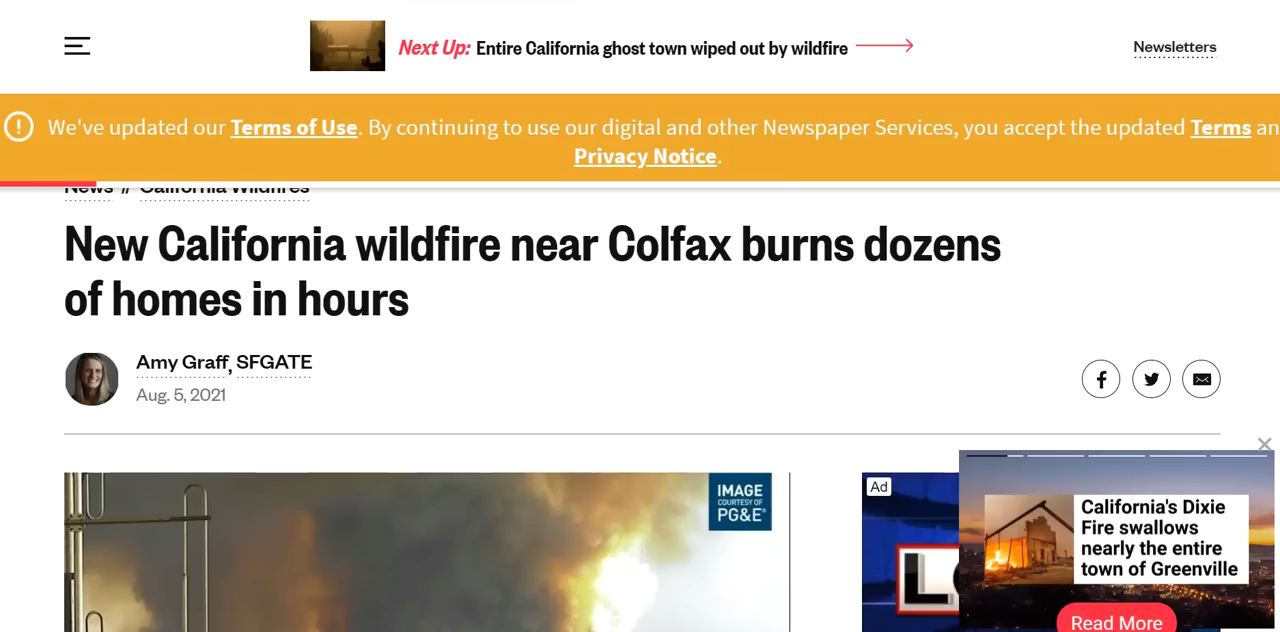 Next Up: Entire California ghost town wiped out by wildfire
Newsletters
We've updated our Terms of Use. By continuing to use our digital and other Newspaper Services, you accept the updated Terms an
Privacy Notice.
News // California Wildfires
New California wildfire near Colfax burns dozens
of homes in hours
Amy Graff, SFGATE
Aug. 5, 2021
IMAGE
COURTESY OF
PG&E
Ad
California's Dixie
Fire swallows
nearly the entire
town of Greenville
Read More